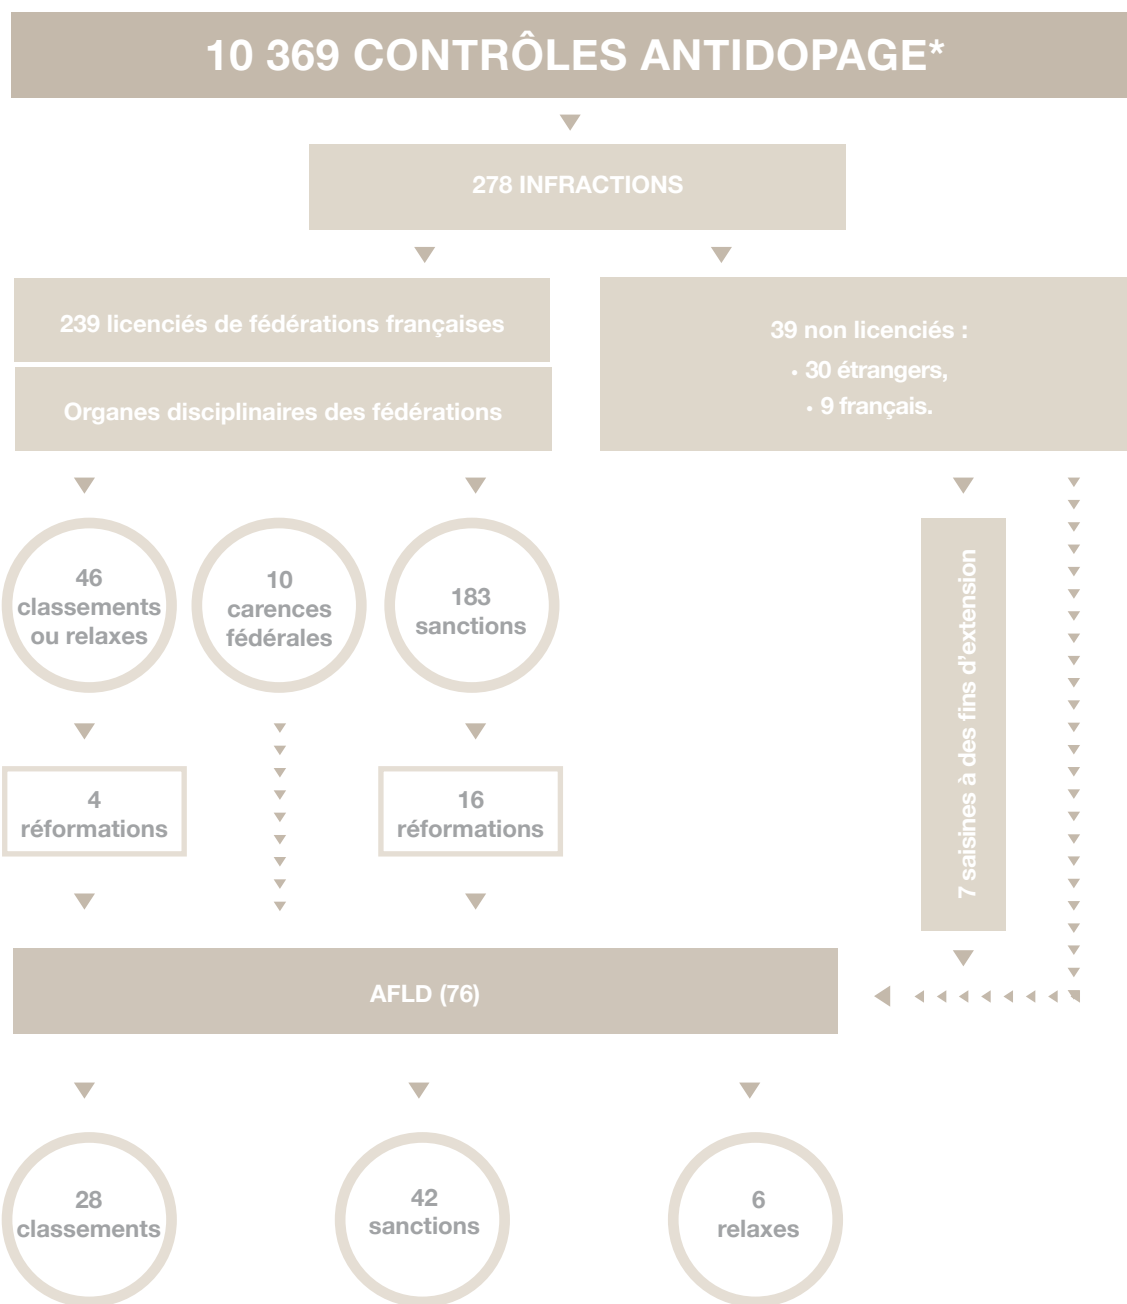 10 369 CONTRÔLES ANTIDOPAGE*
278 INFRACTIONS
239 licenciés de fédérations françaises
Organes disciplinaires des fédérations
39 non licenciés :
• 30 étrangers,
• 9 français.
46
classements
ou relaxes
10
carences
fédérales
183
sanctions
7 saisines à des fins d'extension
4
réformations
16
réformations
AFLD (76)
28
classements
42
sanctions
6
relaxes